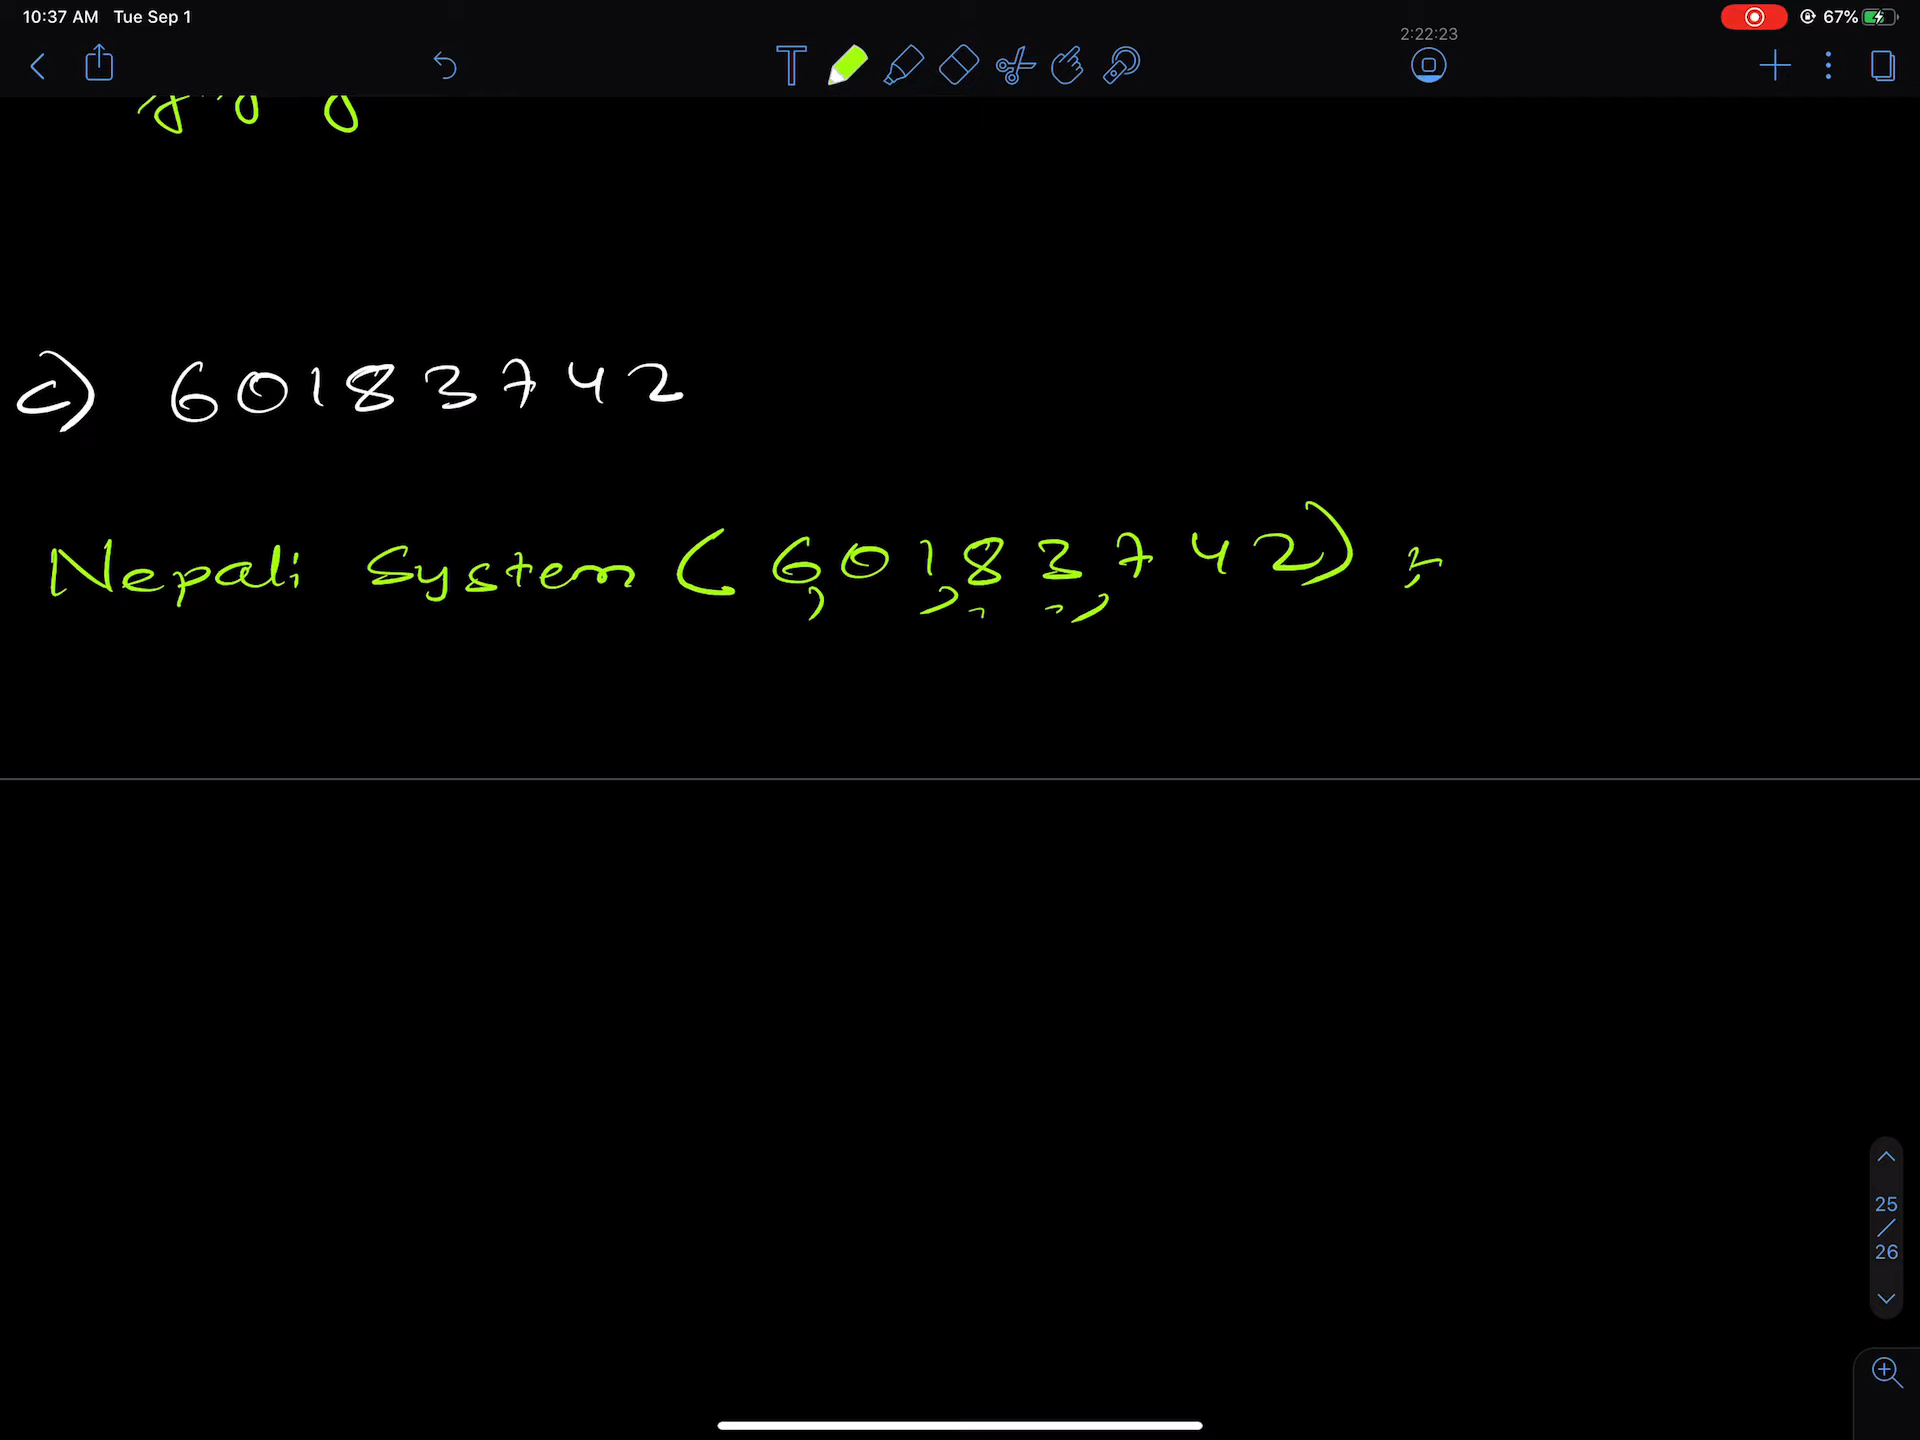 10:37 AM Tue Sep 1
67%
2:22:23
T
c) 60183742
Nepali System (6,01,83,742) :-
25
/
26